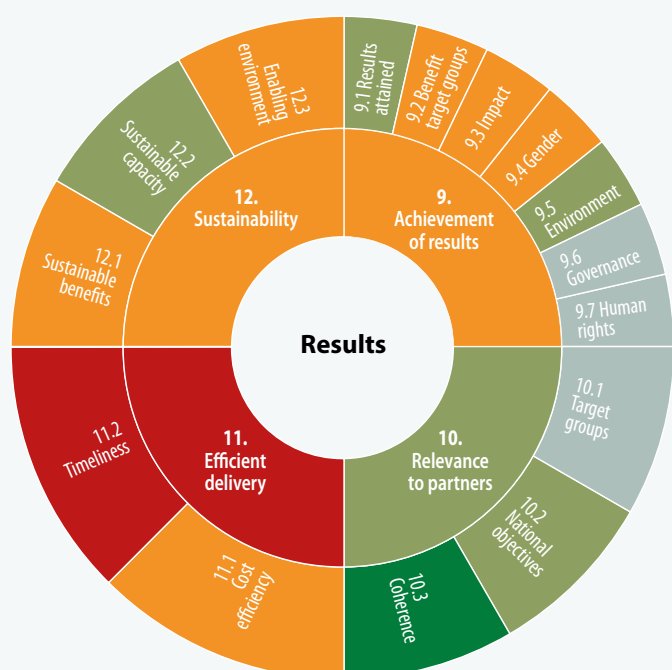 Results
9.
Achievement
of results
9.1 Results
attained
9.2 Benefit
target groups
9.3 Impact
9.4 Gender
9.5
Environment
9.6
Governance
9.7 Human
rights
10.
Relevance
to partners
10.1
Target
groups
10.2
National
objectives
10.3
Coherence
11.
Efficient
delivery
11.1 Cost
efficiency
11.2
Timeliness
12.
Sustainability
12.1
Sustainable
benefits
12.2
Sustainable
capacity
12.3
Enabling
environment